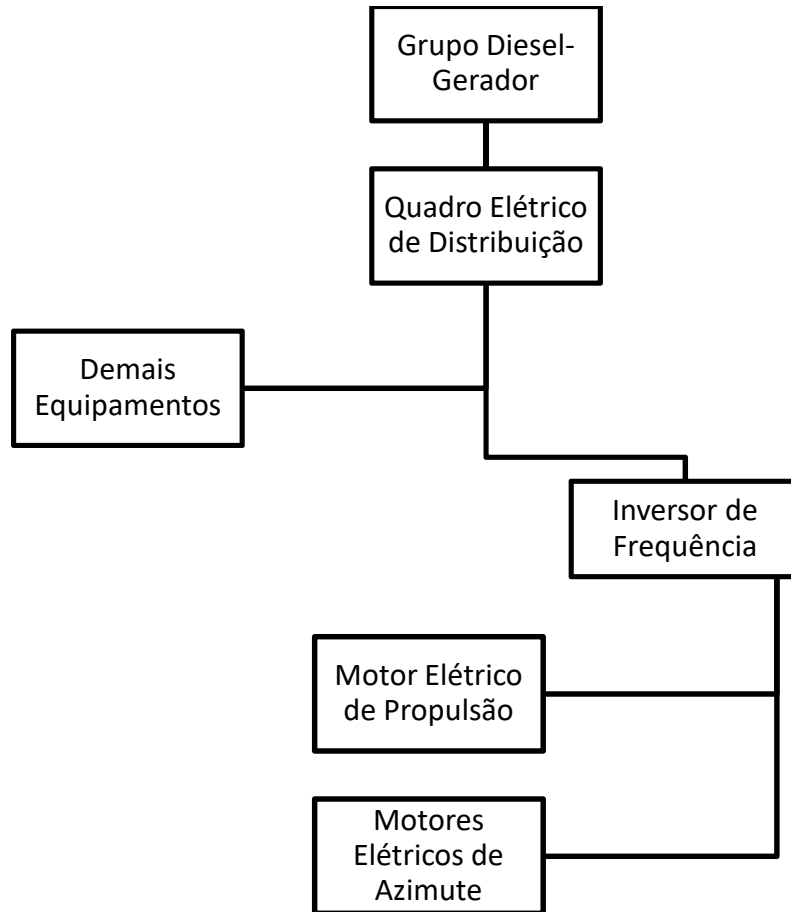 Grupo Diesel-
Gerador
Quadro Elétrico
de Distribuição
Demais
Equipamentos
Inversor de
Frequência
Motor Elétrico
de Propulsão
Motores
Elétricos de
Azimute